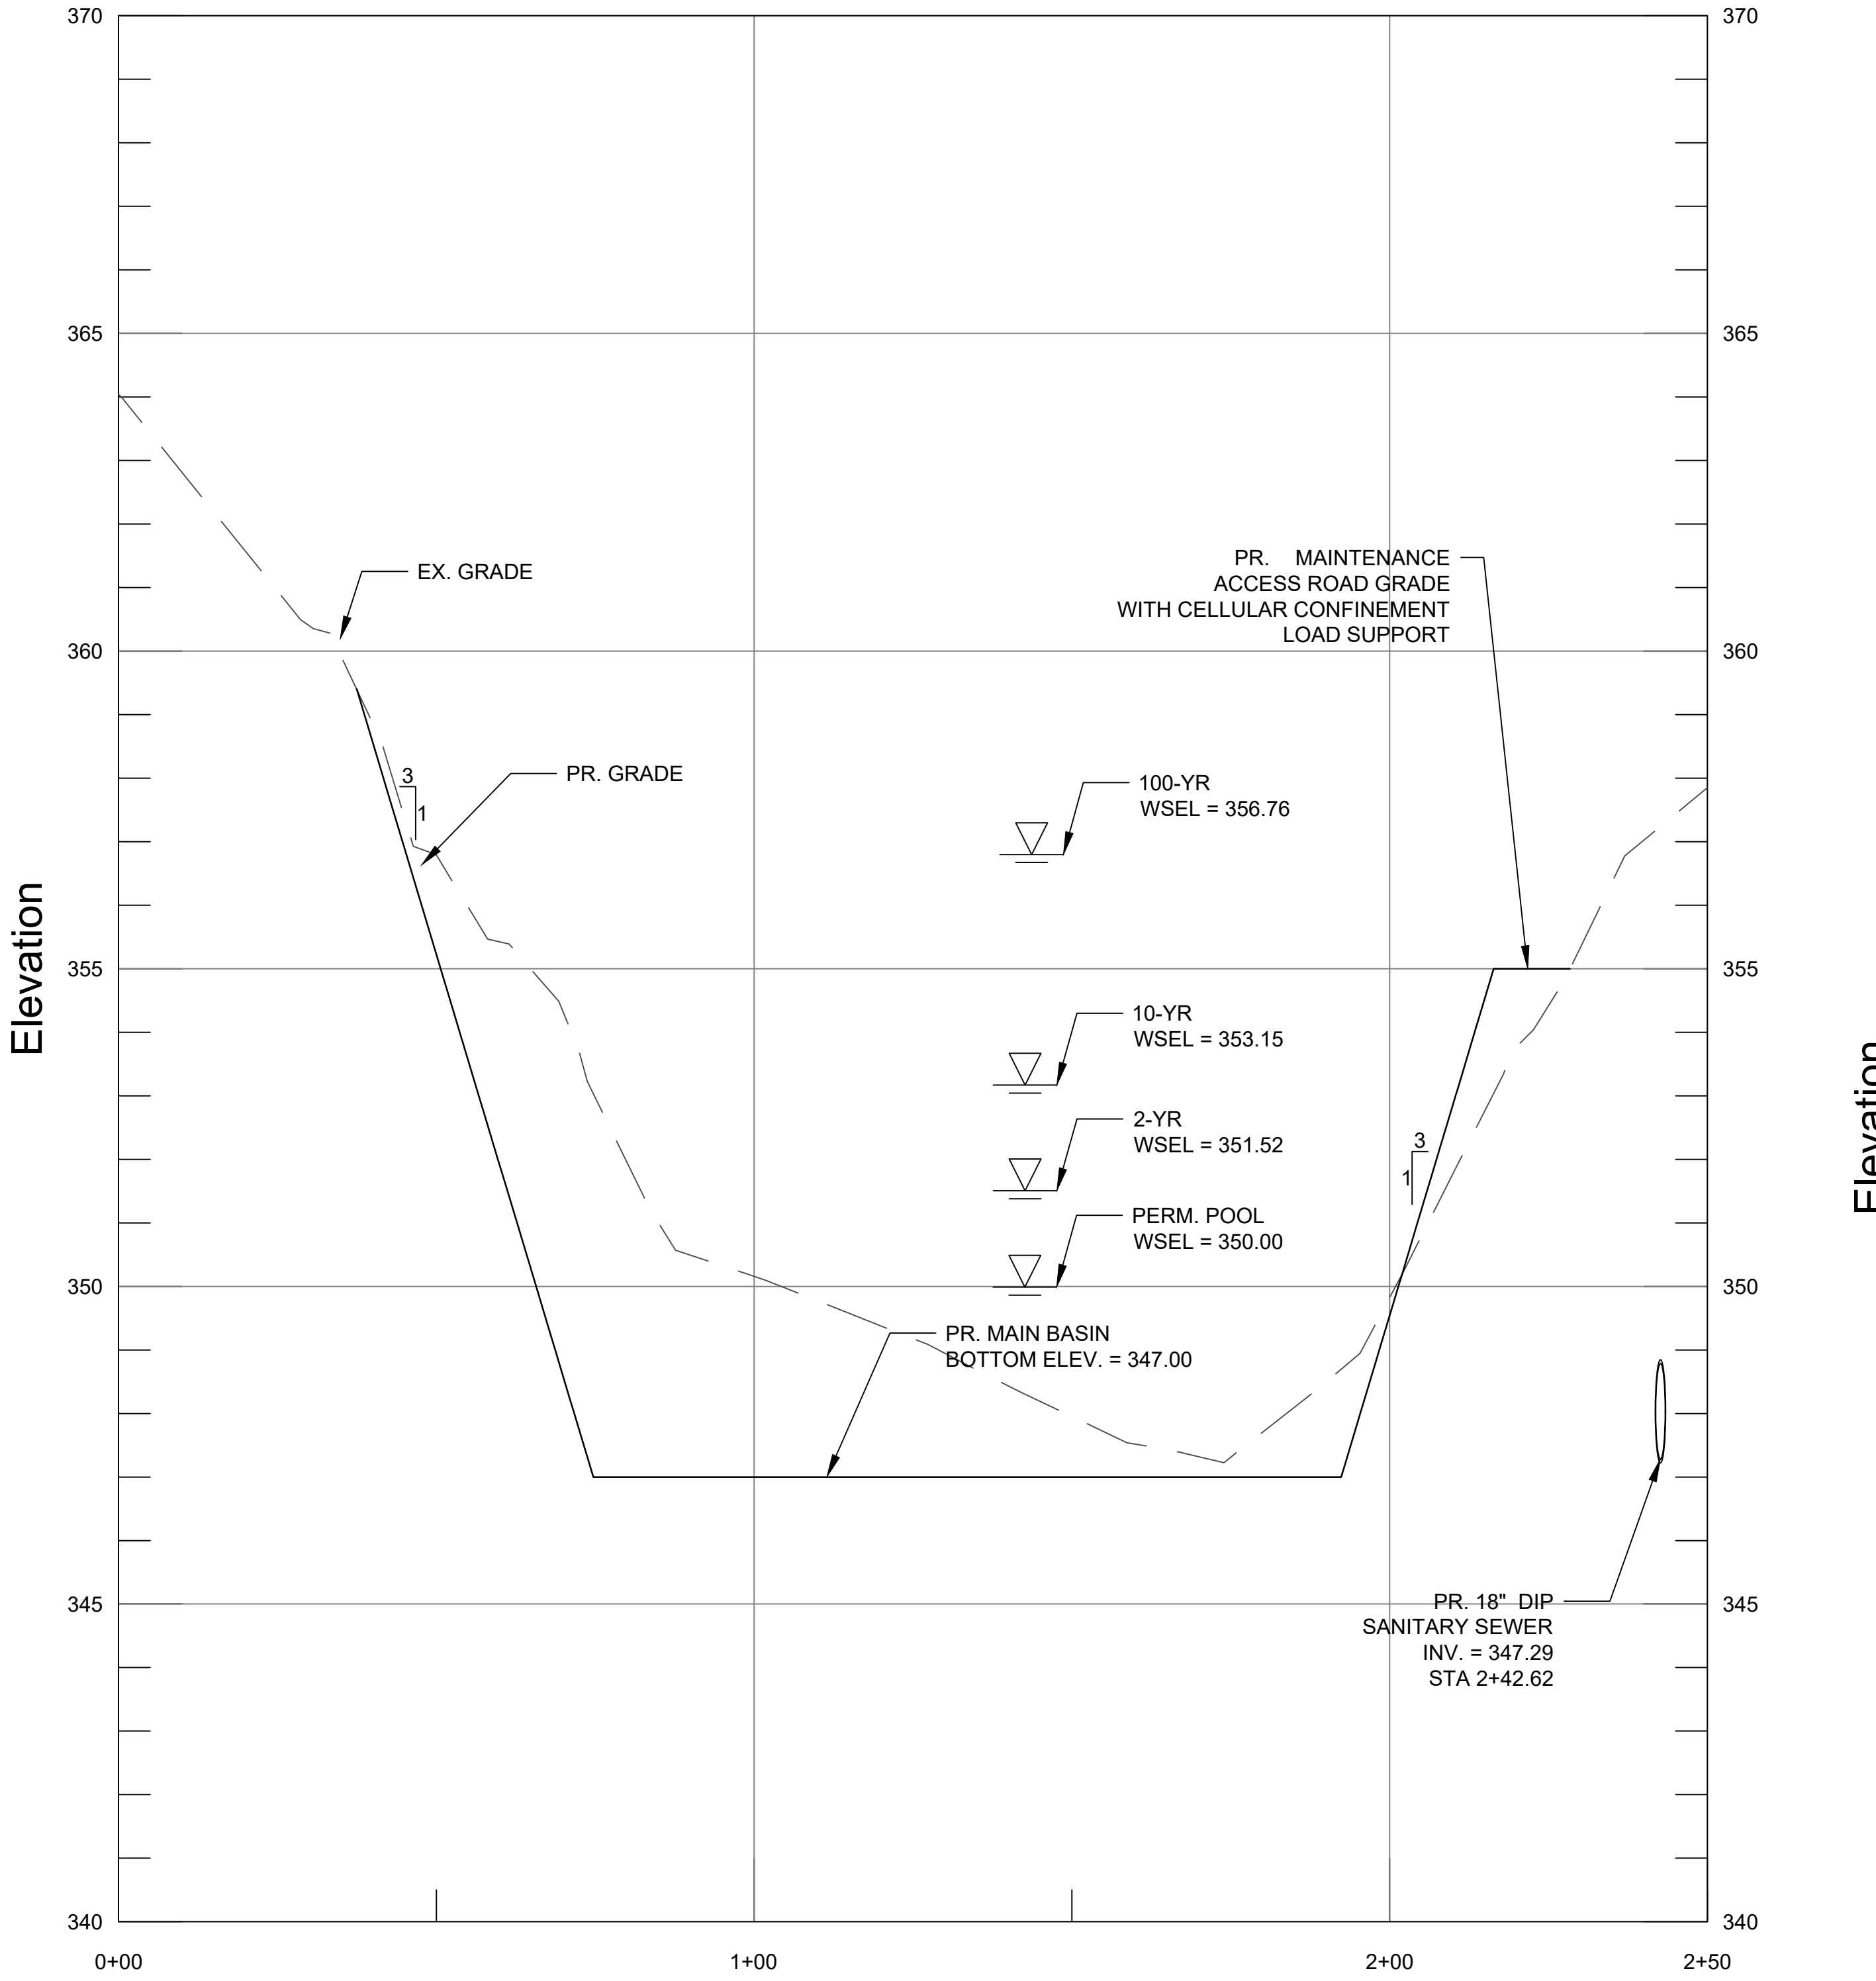 370
370
365
365
EX. GRADE
PR. MAINTENANCE
ACCESS ROAD GRADE
WITH CELLULAR CONFINEMENT
LOAD SUPPORT
360
360
3
1
PR. GRADE
100-YR
WSEL = 356.76
Elevation
355
355
10-YR
WSEL = 353.15
Elevation
2-YR
WSEL = 351.52
3
1
PERM. POOL
WSEL = 350.00
350
350
PR. MAIN BASIN
BOTTOM ELEV. = 347.00
345
345
PR. 18" DIP
SANITARY SEWER
INV. = 347.29
STA 2+42.62
340
340
0+00
1+00
2+00
2+50